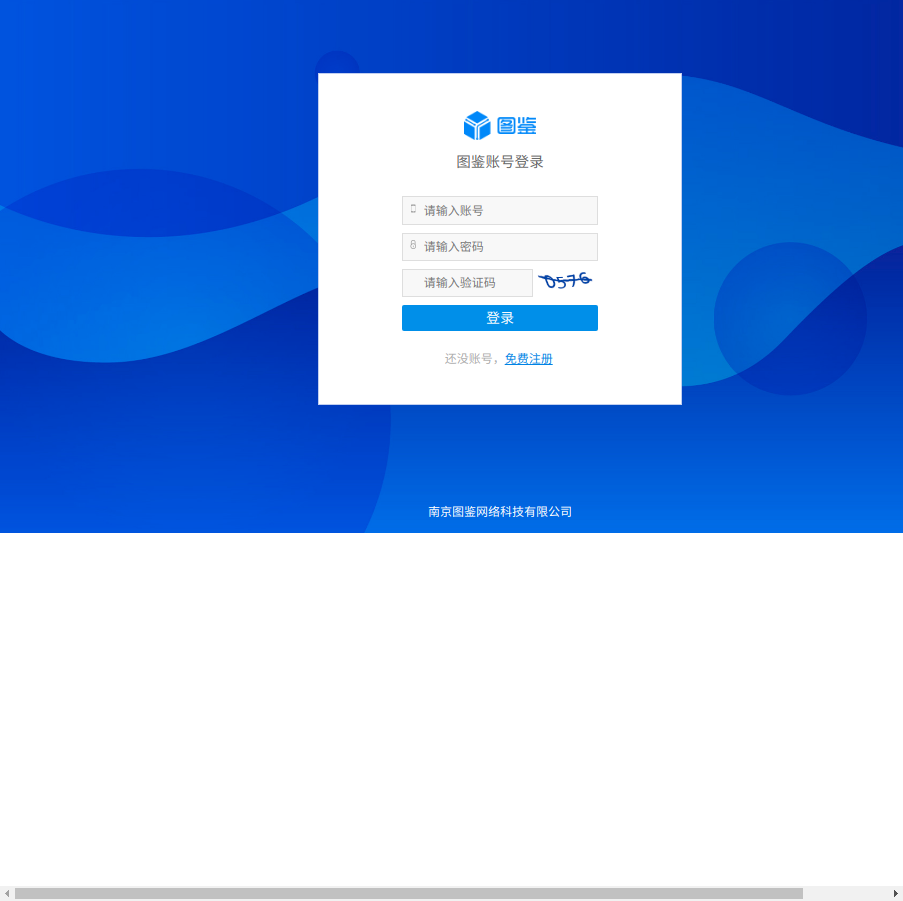 图鉴
图鉴账号登录
请输入账号
请输入密码
请输入验证码 0576
登录
还没账号，免费注册
南京图鉴网络科技有限公司